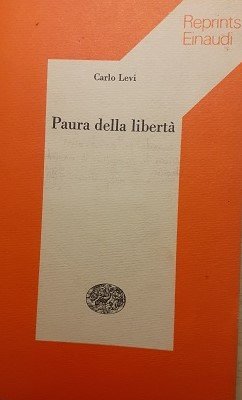 Reprints
Einaudi
Carlo Levi
Paura della libertà